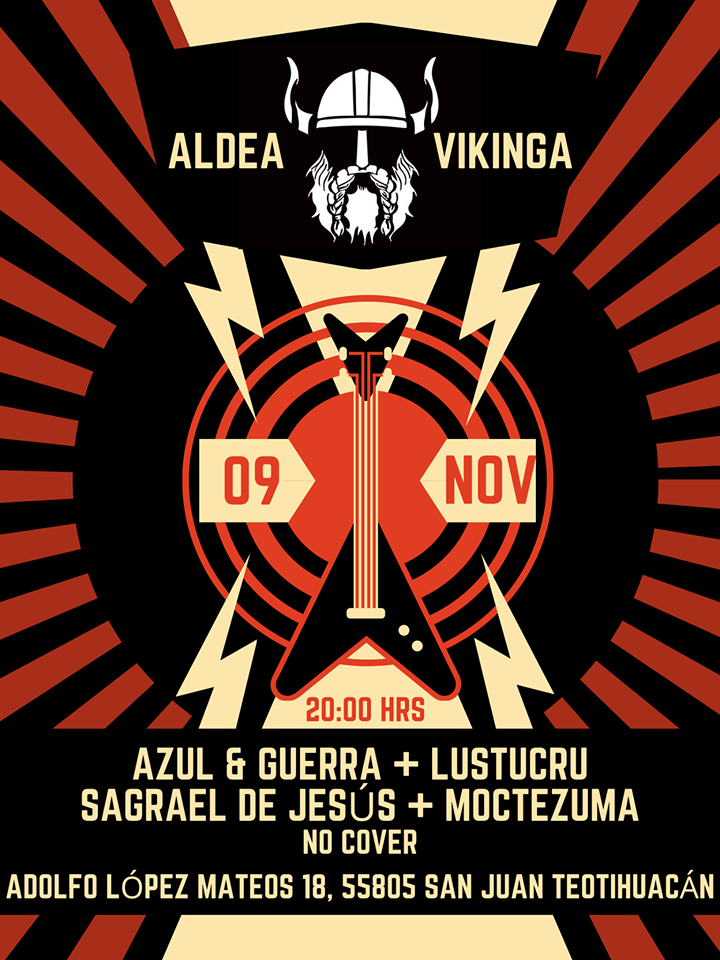 ALDEA VIKINGA
09 NOV
20:00 HRS
AZUL & GUERRA + LUSTUCRU
SAGRAEL DE JESÚS + MOCTEZUMA
NO COVER
ADOLFO LÓPEZ MATEOS 18, 55805 SAN JUAN TEOTIHUACÁN